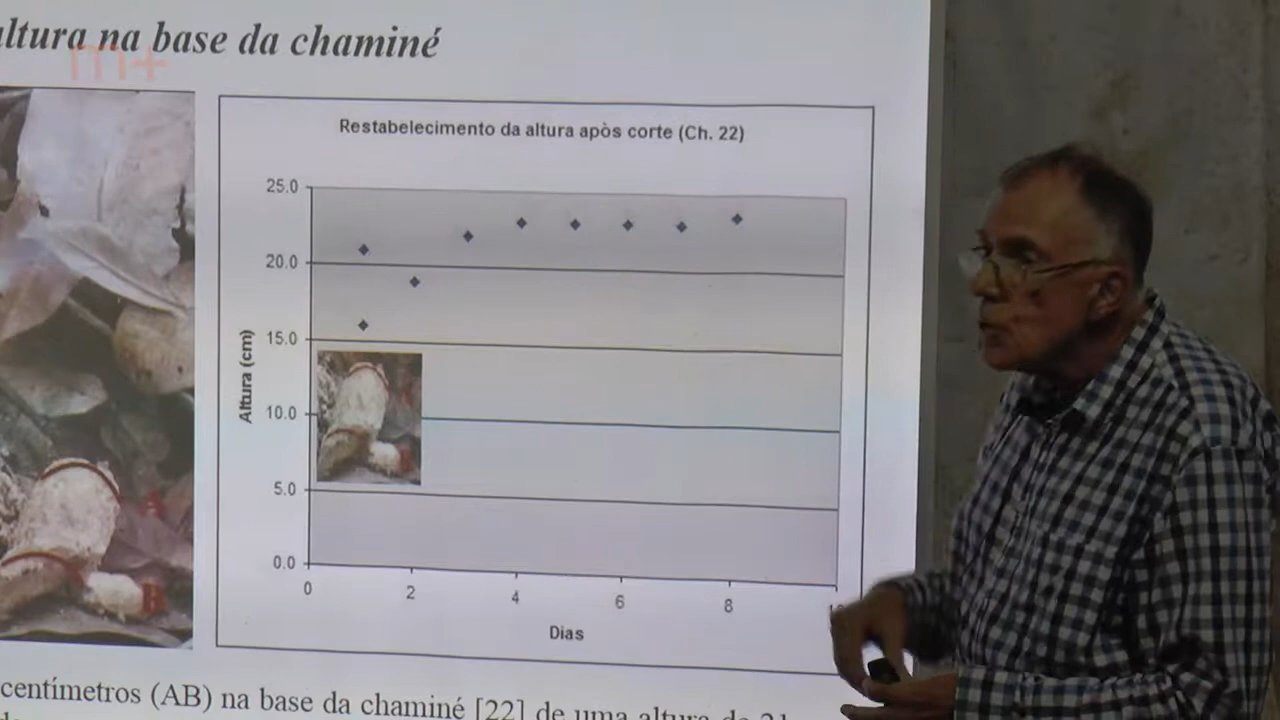 altura na base da chaminé
m+
Restabelecimento da altura apòs corte (Ch. 22)
25.0
20.0
15.0
10.0
5.0
0.0
Altura (cm)
0 2 4 6 8
Dias
centímetros (AB) na base da chaminé [22] de uma altura de 21